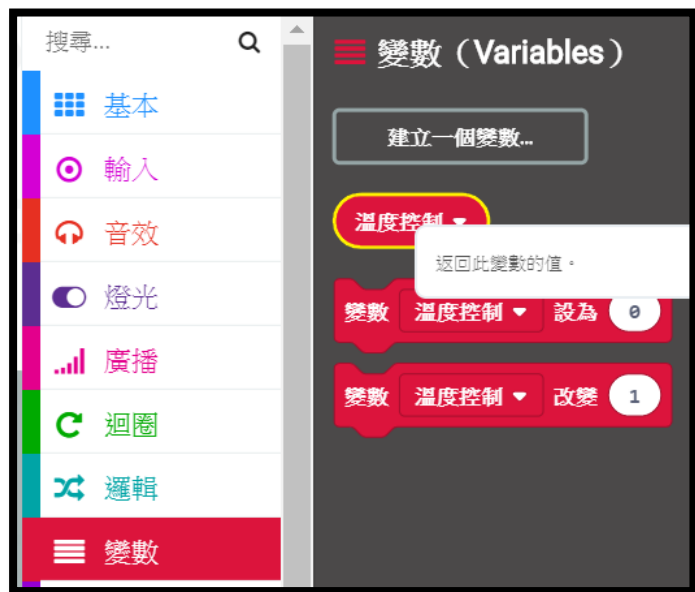 搜尋...
基本
輸入
音效
燈光
廣播
迴圈
邏輯
變數
變數（Variables）
建立一個變數...
溫度控制
返回此變數的值。
變數 溫度控制 設為 0
變數 溫度控制 改變 1